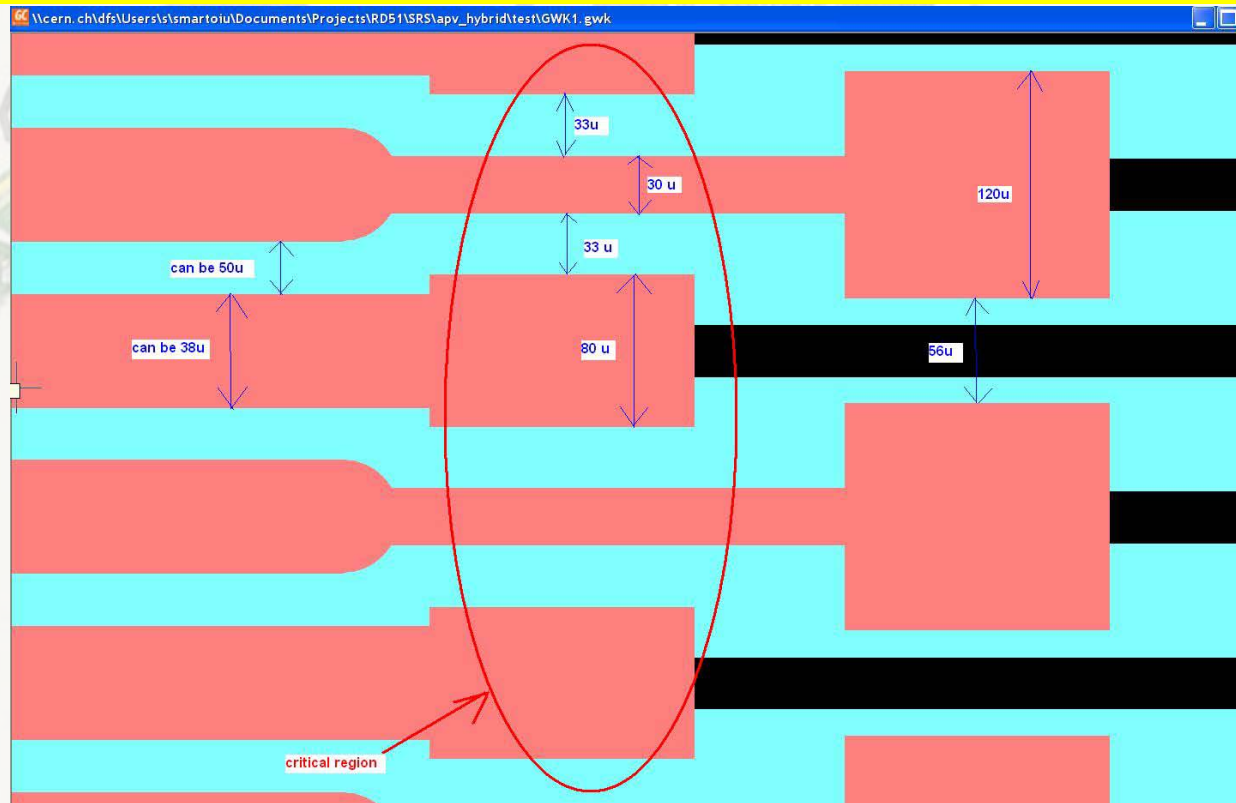 GC \\cern. ch\dfs\Users\s\smartoiu\Documents\Projects\RD51\SRS\apv_hybrid\test\GWK1. gwk
33u
30 u
120u
33 u
can be 50u
can be 38u
80 u
56u
critical region